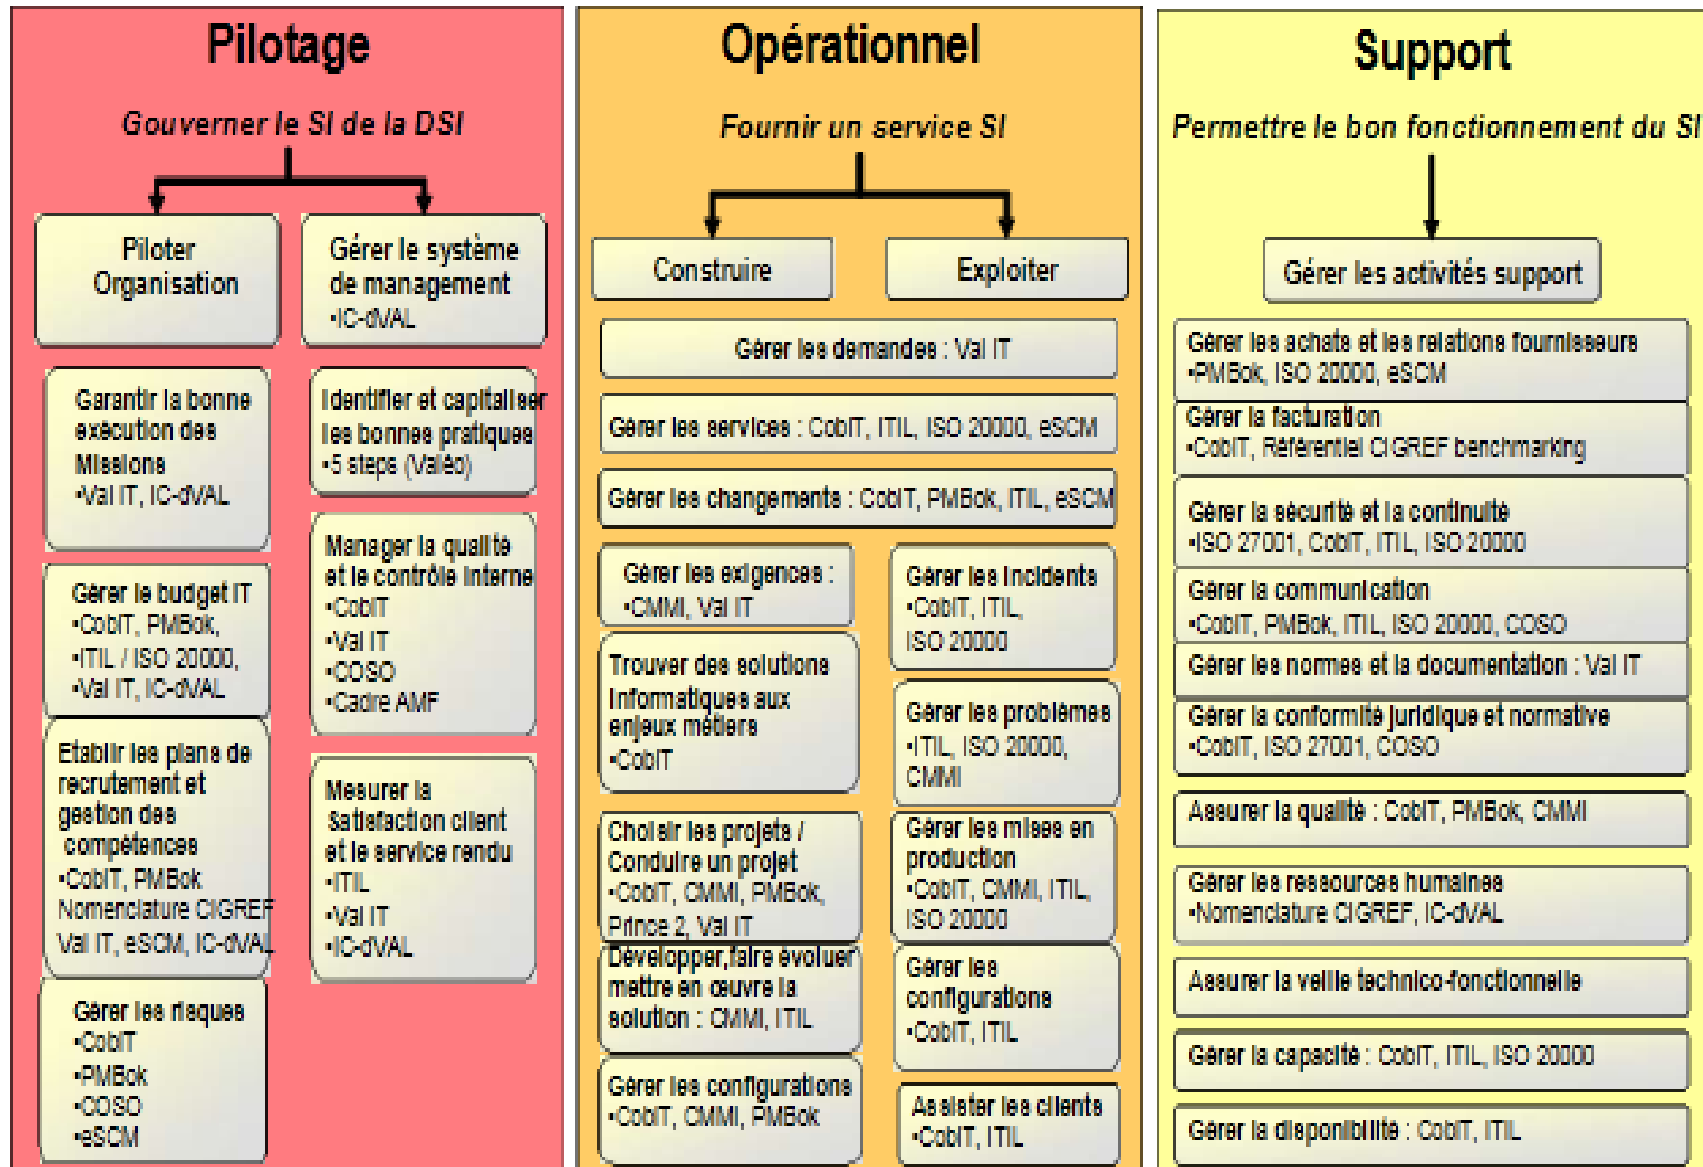 Pilotage
Gouverner le SI de la DSI
Piloter
Organisation
Gérer le système
de management
•IC-dVAL
Garantir la bonne
exécution des
Missions
•Val IT, IC-dVAL
Identifier et capitaliser
les bonnes pratiques
•5 steps (Valéo)
Gérer le budget IT
•CobIT, PMBok,
•ITIL / ISO 20000,
•Val IT, IC-dVAL
Manager la qualité
et le contrôle interne
•CobIT
•Val IT
•COSO
•Cadre AMF
Etablir les plans de
recrutement et
gestion des
compétences
•CobIT, PMBok
Nomenclature CIGREF
Val IT, eSCM, IC-dVAL
Mesurer la
Satisfaction client
et le service rendu
•ITIL
•Val IT
•IC-dVAL
Gérer les risques
•CobIT
•PMBok
•COSO
•eSCM
Opérationnel
Fournir un service SI
Construire
Exploiter
Gérer les demandes : Val IT
Gérer les services : CobIT, ITIL, ISO 20000, eSCM
Gérer les changements : CobIT, PMBok, ITIL, eSCM
Gérer les exigences :
•CMMI, Val IT
Trouver des solutions
Informatiques aux
enjeux métiers
•CobIT
Choisir les projets /
Conduire un projet
•CobIT, CMMI, PMBok,
Prince 2, Val IT
Développer,faire évoluer
mettre en œuvre la
solution : CMMI, ITIL
Gérer les configurations
•CobIT, CMMI, PMBok
Gérer les incidents
•CobIT, ITIL,
ISO 20000
Gérer les problèmes
•ITIL, ISO 20000,
CMMI
Gérer les mises en
production
•CobIT, CMMI, ITIL,
ISO 20000
Gérer les
configurations
•CobIT, ITIL
Assister les clients
•CobIT, ITIL
Support
Permettre le bon fonctionnement du SI
Gérer les activités support
Gérer les achats et les relations fournisseurs
•PMBok, ISO 20000, eSCM
Gérer la facturation
•CobIT, Référentiel CIGREF benchmarking
Gérer la sécurité et la continuité
•ISO 27001, CobIT, ITIL, ISO 20000
Gérer la communication
•CobIT, PMBok, ITIL, ISO 20000, COSO
Gérer les normes et la documentation : Val IT
Gérer la conformité juridique et normative
•CobIT, ISO 27001, COSO
Assurer la qualité : CobIT, PMBok, CMMI
Gérer les ressources humaines
•Nomenclature CIGREF, IC-dVAL
Assurer la veille technico-fonctionnelle
Gérer la capacité : CobIT, ITIL, ISO 20000
Gérer la disponibilité : CobIT, ITIL